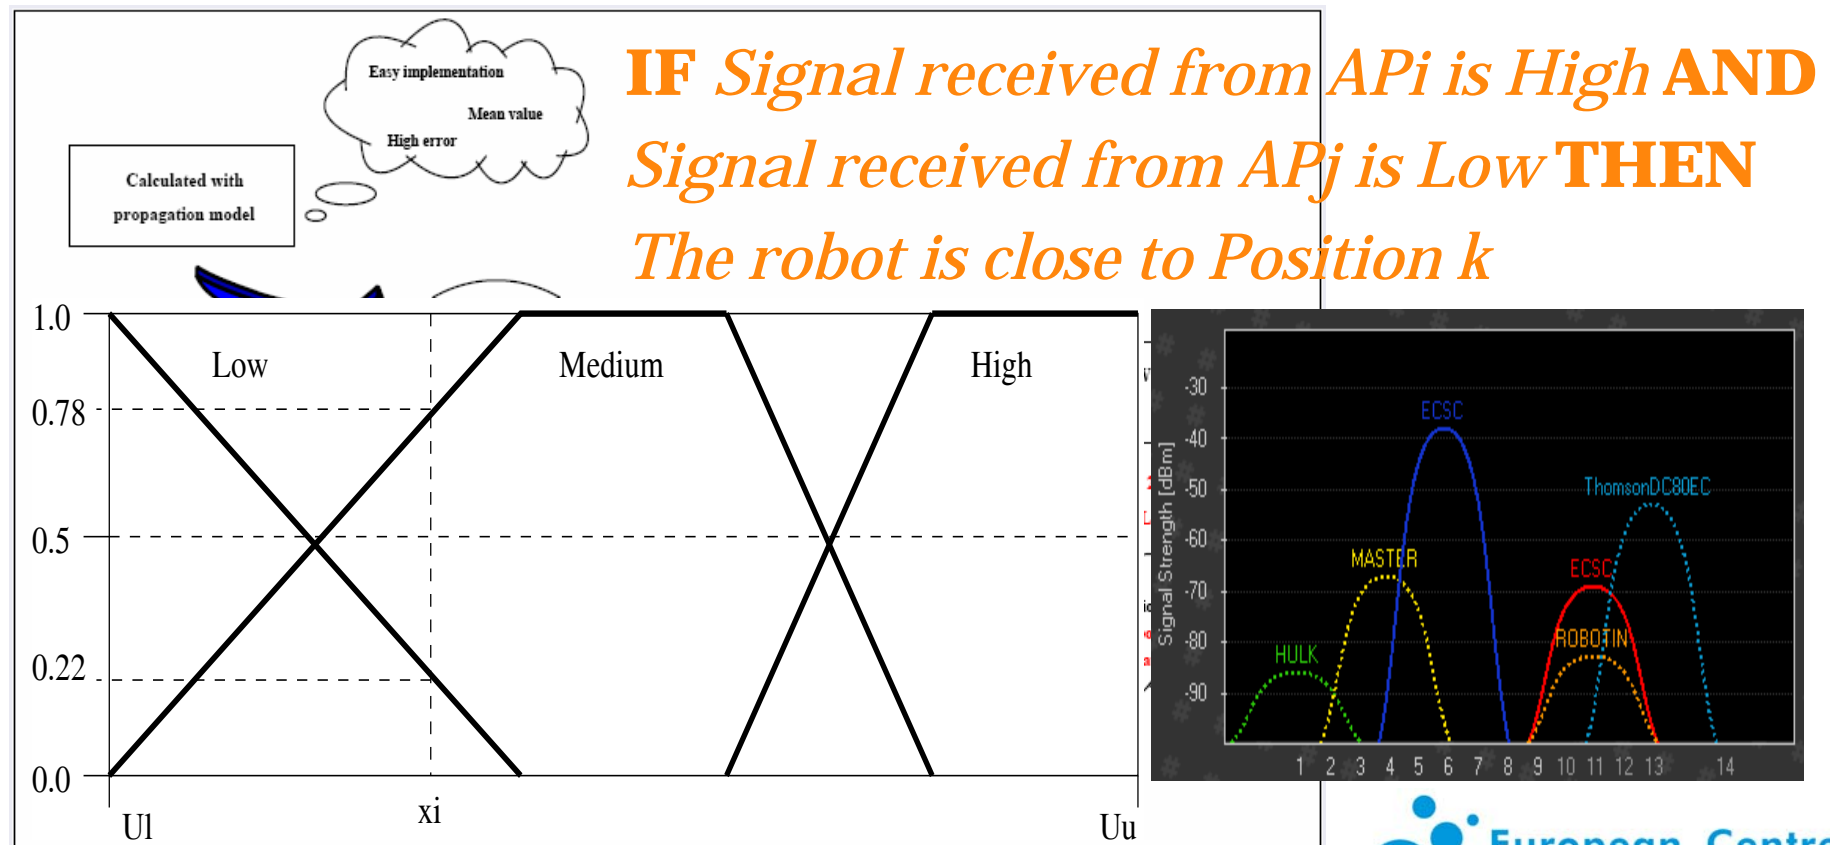 IF Signal received from APi is High AND
Signal received from APj is Low THEN
The robot is close to Position k
Easy implementation
Mean value
High error
Calculated with
propagation model
1.0
0.78
0.5
0.22
0.0
Low
Medium
High
Ul
xi
Uu
Signal Strength [dBm]
-30
-40
-50
-60
-70
-80
-90
ECSC
ThomsonDC80EC
MASTER
ECSC
ROBOTIN
HULK
1 2 3 4 5 6 7 8 9 10 11 12 13 14
European Centre